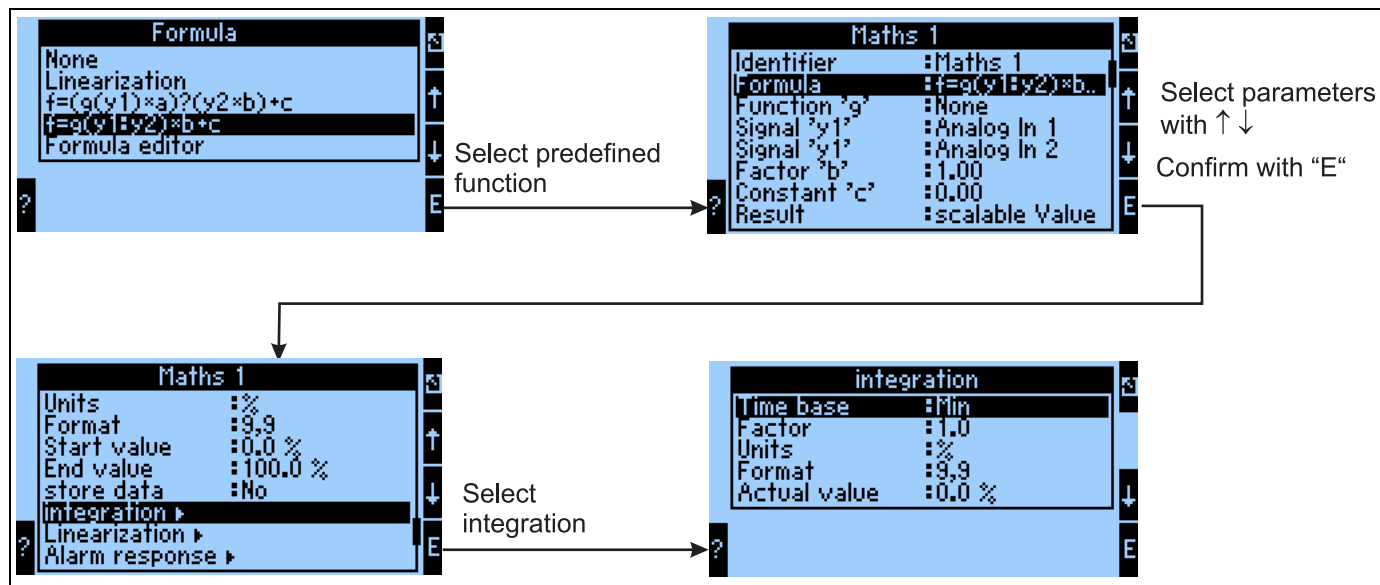 Formula
None
Linearization
f=(g(y1)*a)?(y2*b)+c
f=g(y1:y2)*b+c
Formula editor
?
E
Select predefined
function
Maths 1
Identifier :Maths 1
Formula :f=g(y1:y2)*b..
Function 'g' :None
Signal 'y1' :Analog In 1
Signal 'y1' :Analog In 2
Factor 'b' :1.00
Constant 'c' :0.00
Result :scalable Value
?
E
Select parameters
with ↑ ↓
Confirm with “E“
Maths 1
Units :%
Format :9,9
Start value :0.0 %
End value :100.0 %
store data :No
integration ▸
Linearization ▸
Alarm response ▸
?
E
Select
integration
integration
Time base :Min
Factor :1.0
Units :%
Format :9,9
Actual value :0.0 %
?
E